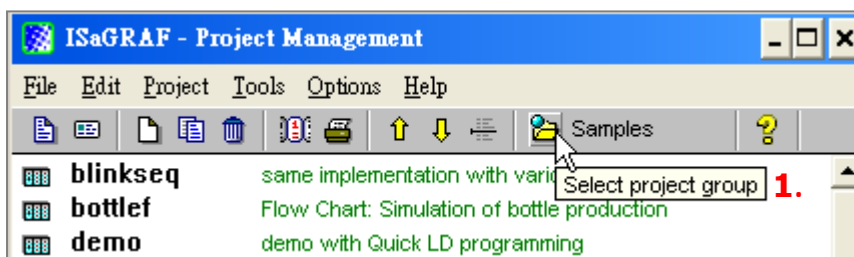 ISaGRAF - Project Management
File Edit Project Tools Options Help
Samples
blinkseq same implementation with vari
Select project group 1.
bottlef Flow Chart: Simulation of bottle production
demo demo with Quick LD programming